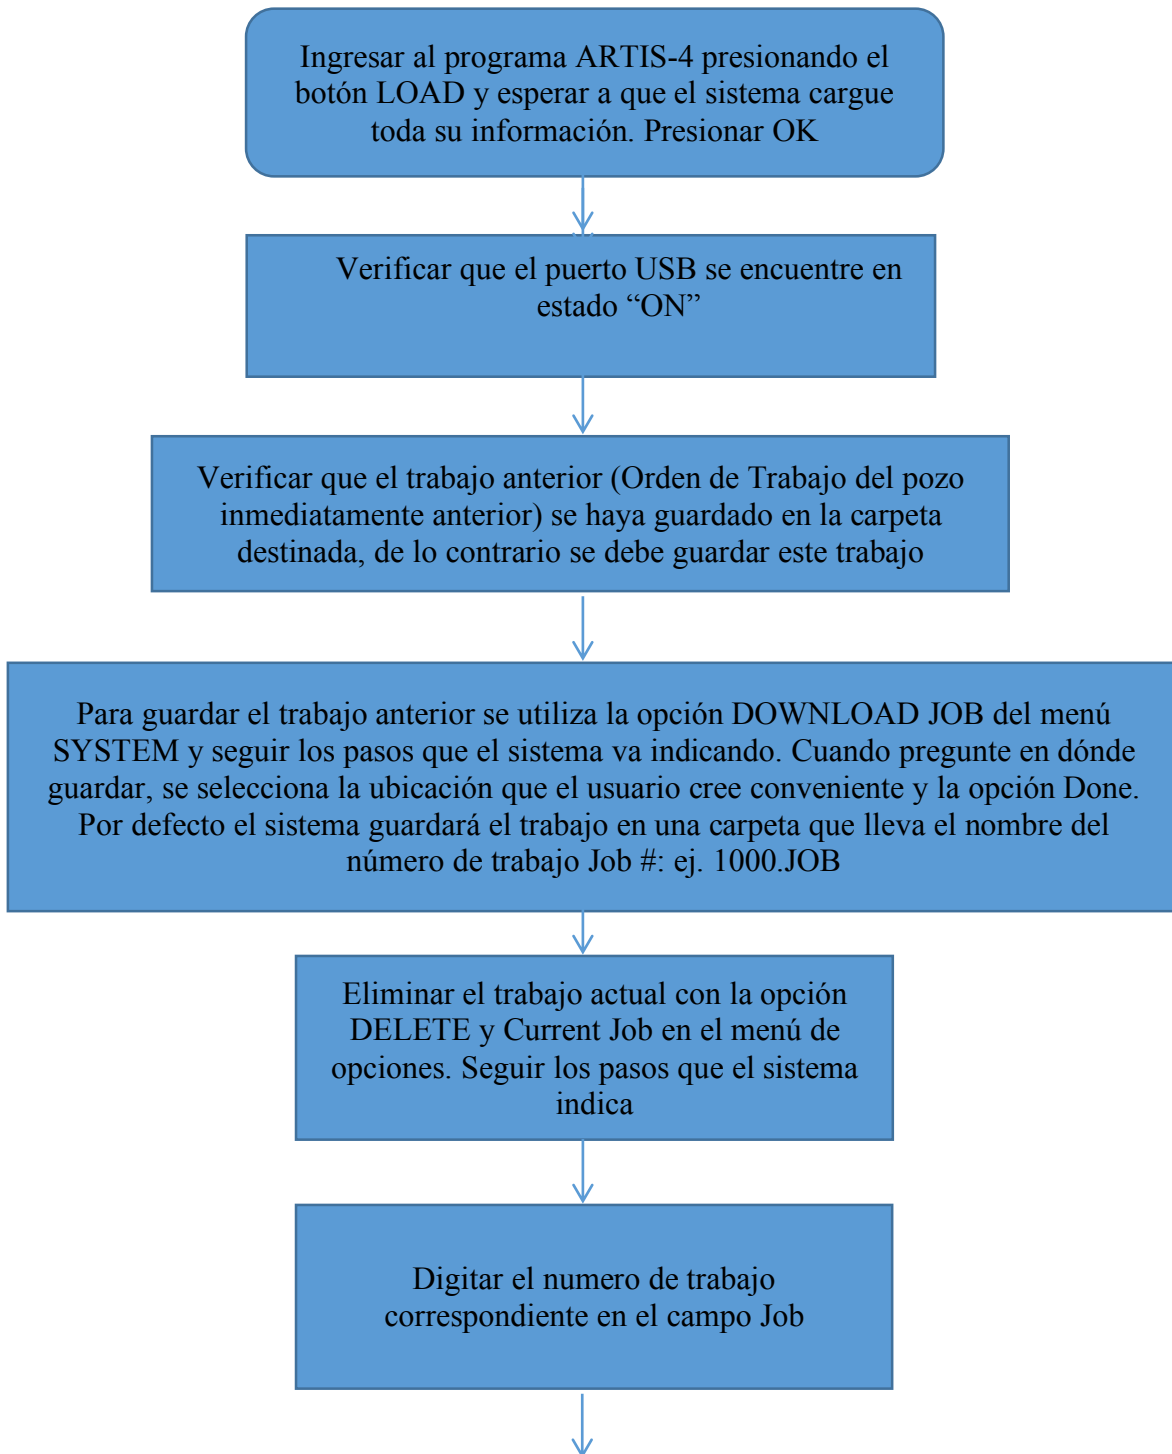 Ingresar al programa ARTIS-4 presionando el
botón LOAD y esperar a que el sistema cargue
toda su información. Presionar OK
Verificar que el puerto USB se encuentre en
estado “ON”
Verificar que el trabajo anterior (Orden de Trabajo del pozo
inmediatamente anterior) se haya guardado en la carpeta
destinada, de lo contrario se debe guardar este trabajo
Para guardar el trabajo anterior se utiliza la opción DOWNLOAD JOB del menú
SYSTEM y seguir los pasos que el sistema va indicando. Cuando pregunte en dónde
guardar, se selecciona la ubicación que el usuario cree conveniente y la opción Done.
Por defecto el sistema guardará el trabajo en una carpeta que lleva el nombre del
número de trabajo Job #: ej. 1000.JOB
Eliminar el trabajo actual con la opción
DELETE y Current Job en el menú de
opciones. Seguir los pasos que el sistema
indica
Digitar el numero de trabajo
correspondiente en el campo Job